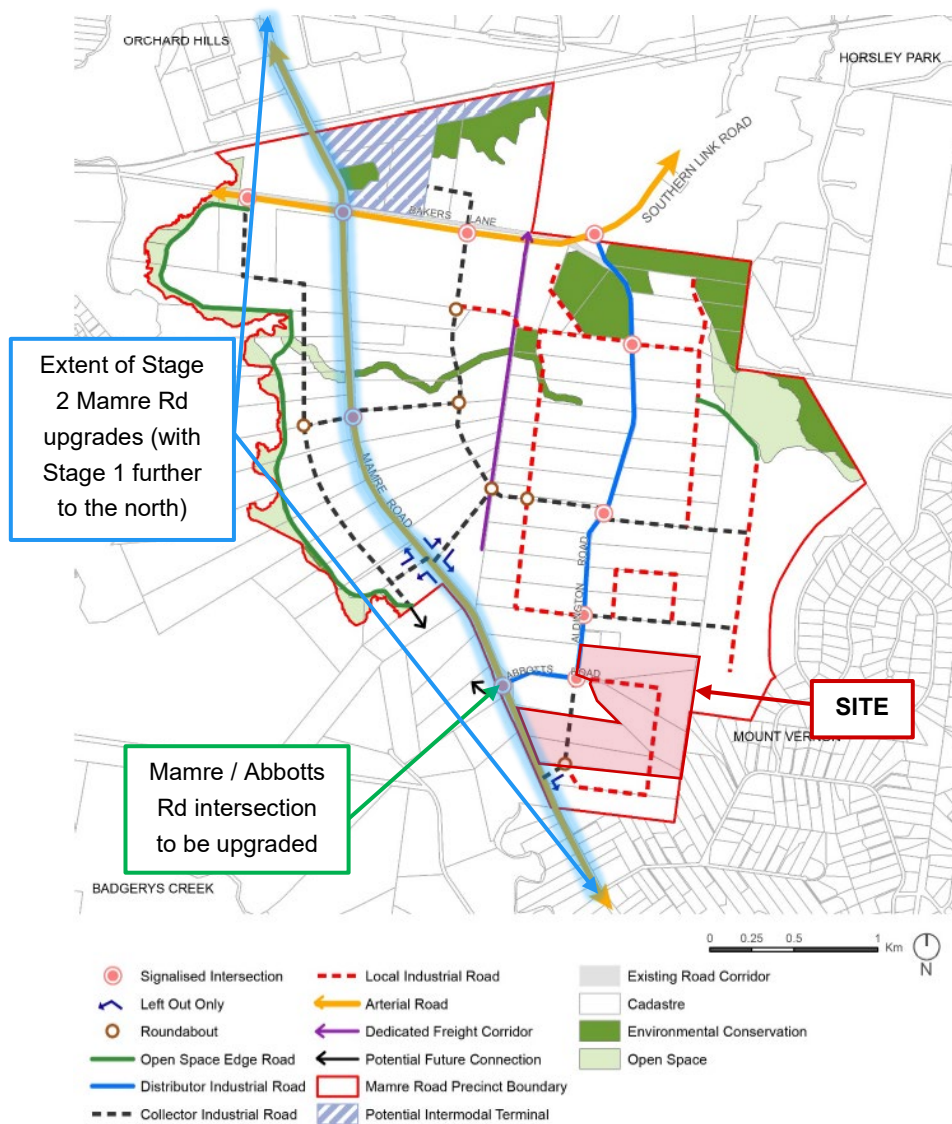 ORCHARD HILLS
HORSLEY PARK
SOUTHERN LINK ROAD
BAKERS LANE
Extent of Stage
2 Mamre Rd
upgrades (with
Stage 1 further
to the north)
MAMRE ROAD
ALDINGTON ROAD
ABBOTTS ROAD
SITE
MOUNT VERNON
Mamre / Abbotts
Rd intersection
to be upgraded
BADGERYS CREEK
0 0.25 0.5 1 Km
N
Signalised Intersection
Left Out Only
Roundabout
Open Space Edge Road
Distributor Industrial Road
Collector Industrial Road
Local Industrial Road
Arterial Road
Dedicated Freight Corridor
Potential Future Connection
Mamre Road Precinct Boundary
Potential Intermodal Terminal
Existing Road Corridor
Cadastre
Environmental Conservation
Open Space